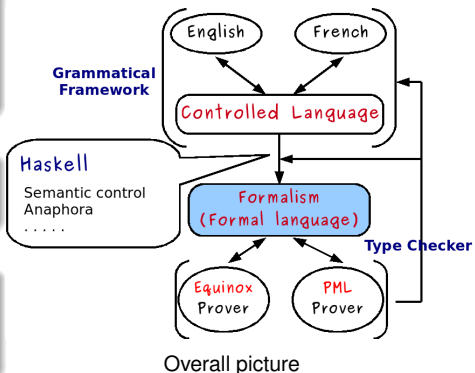 English
French
Grammatical
Framework
Controlled Language
Haskell
Semantic control
Anaphora
. . . . .
Formalism
(Formal language)
Type Checker
Equinox
Prover
PML
Prover
Overall picture